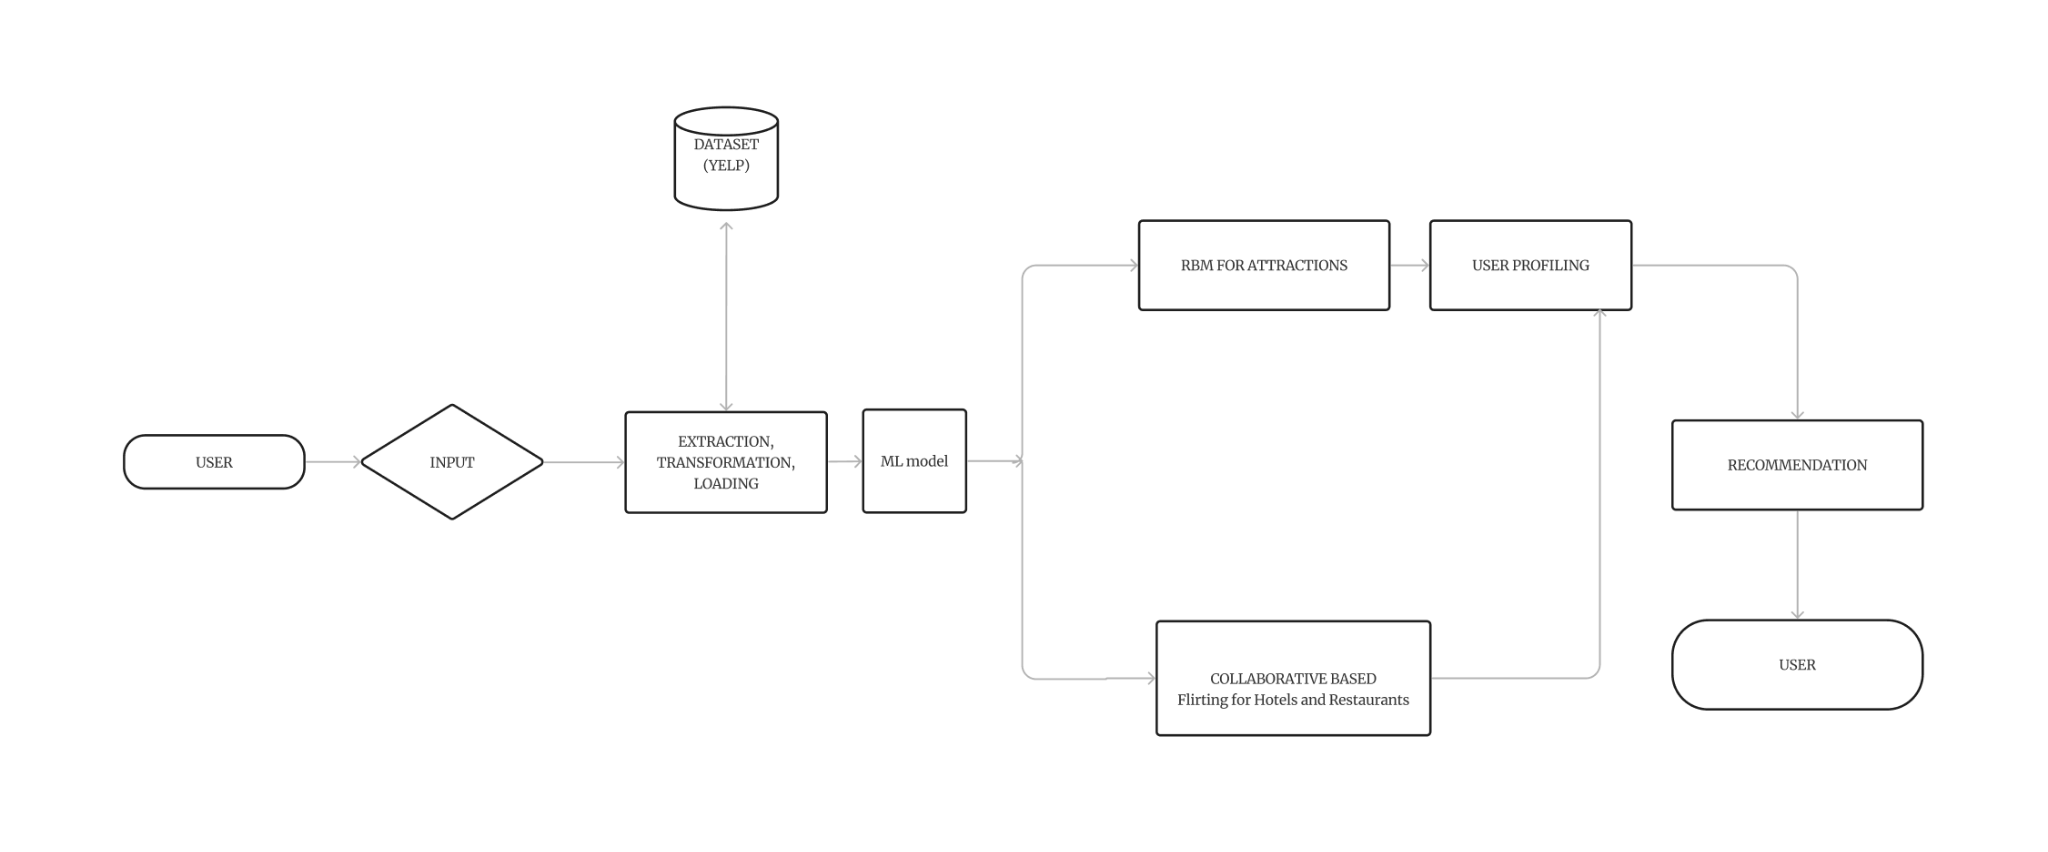 DATASET
(YELP)
RBM FOR ATTRACTIONS
USER PROFILING
USER
INPUT
EXTRACTION,
TRANSFORMATION,
LOADING
ML model
RECOMMENDATION
COLLABORATIVE BASED
Flirting for Hotels and Restaurants
USER